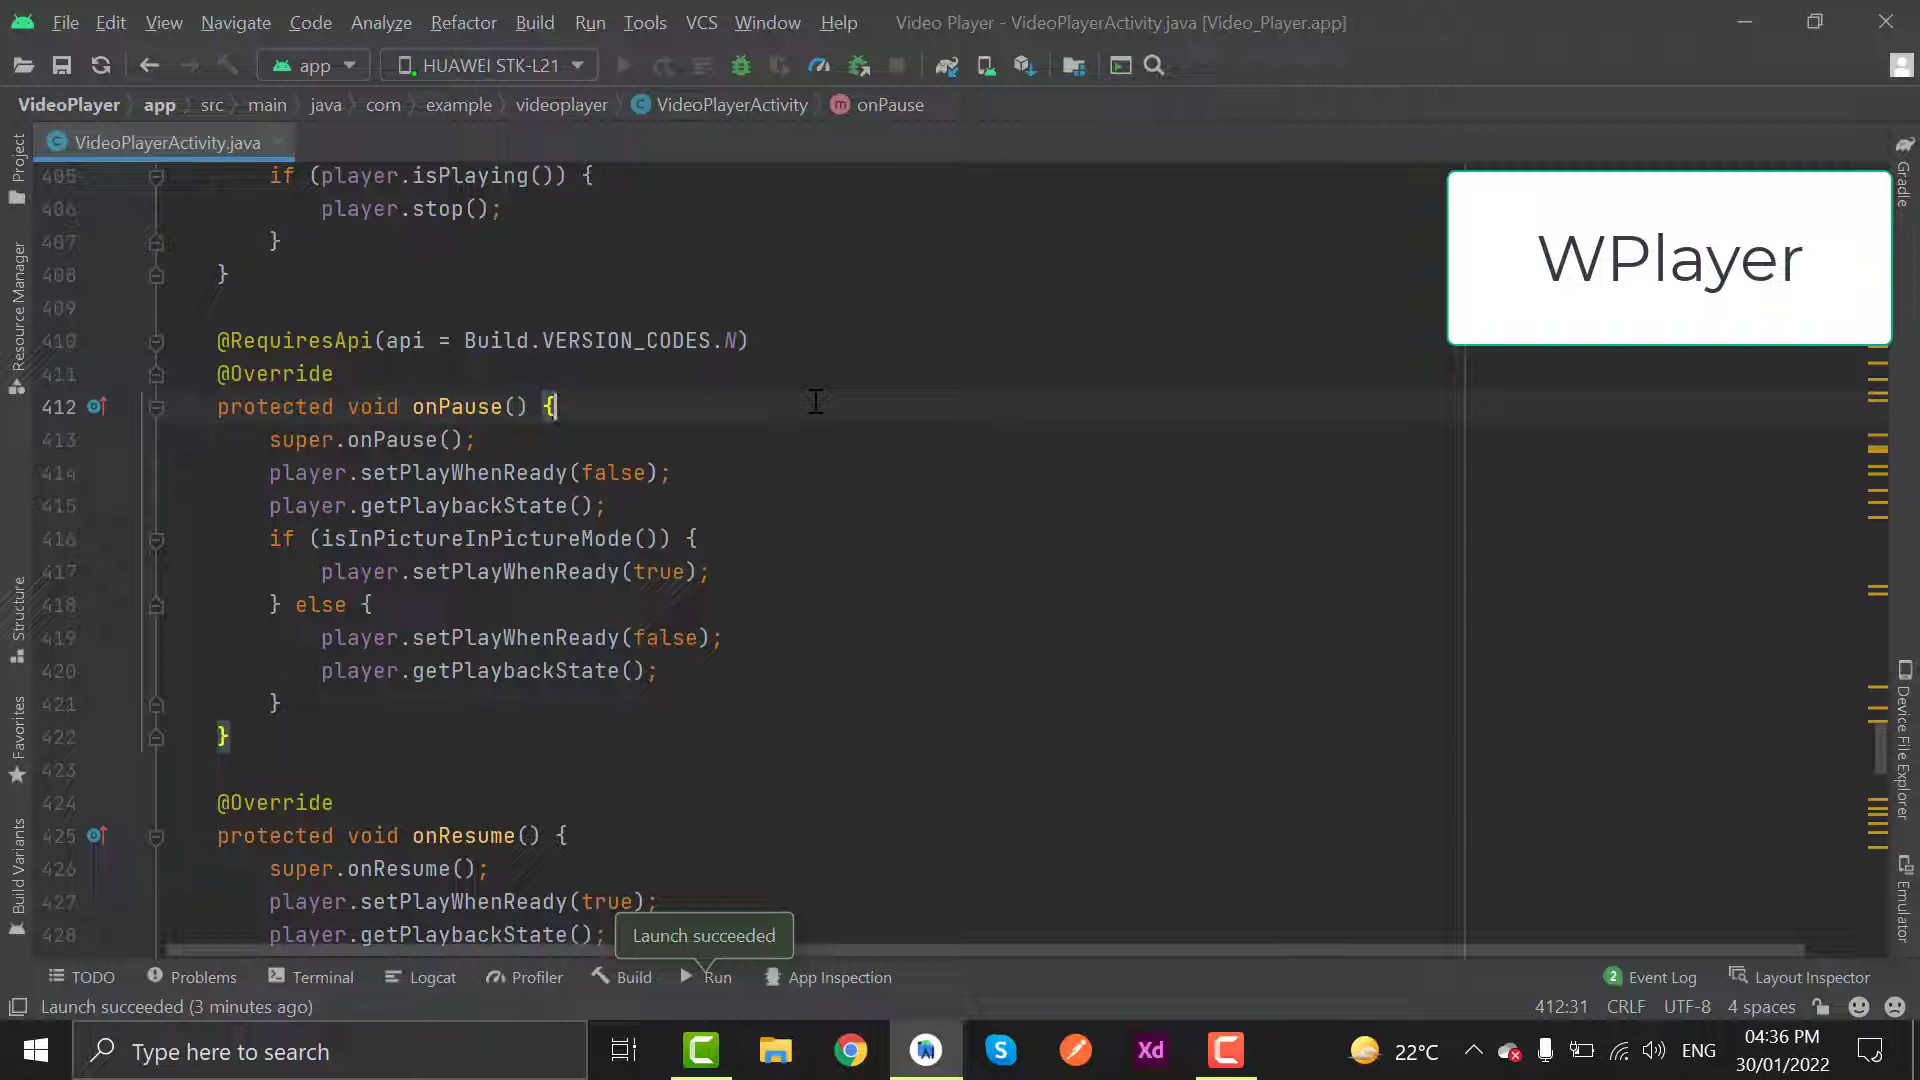 File Edit View Navigate Code Analyze Refactor Build Run Tools VCS Window Help Video Player - VideoPlayerActivity.java [Video_Player.app]
app HUAWEI STK-L21
VideoPlayer app src main java com example videoplayer VideoPlayerActivity m onPause
VideoPlayerActivity.java
Project
Resource Manager
Structure
Favorites
Build Variants
405 if (player.isPlaying()) {
406 player.stop();
407 }
408 }
409
410 @RequiresApi(api = Build.VERSION_CODES.N)
411 @Override
412 protected void onPause() {
413 super.onPause();
414 player.setPlayWhenReady(false);
415 player.getPlaybackState();
416 if (isInPictureInPictureMode()) {
417 player.setPlayWhenReady(true);
418 } else {
419 player.setPlayWhenReady(false);
420 player.getPlaybackState();
421 }
422 }
423
424 @Override
425 protected void onResume() {
426 super.onResume();
427 player.setPlayWhenReady(true);
428 player.getPlaybackState();
WPlayer
Gradle
Device File Explorer
Emulator
Launch succeeded
TODO Problems Terminal Logcat Profiler Build Run App Inspection 2 Event Log Layout Inspector
Launch succeeded (3 minutes ago) 412:31 CRLF UTF-8 4 spaces
Type here to search Xd 22°C ENG 04:36 PM
30/01/2022